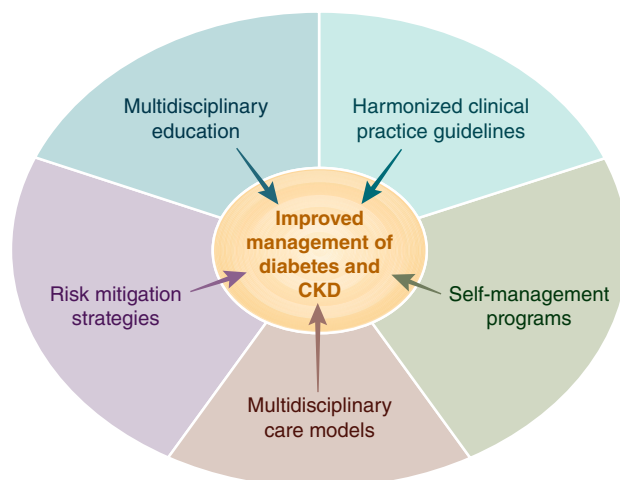 Multidisciplinary
education
Harmonized clinical
practice guidelines
Improved
management of
diabetes and
CKD
Risk mitigation
strategies
Self-management
programs
Multidisciplinary
care models